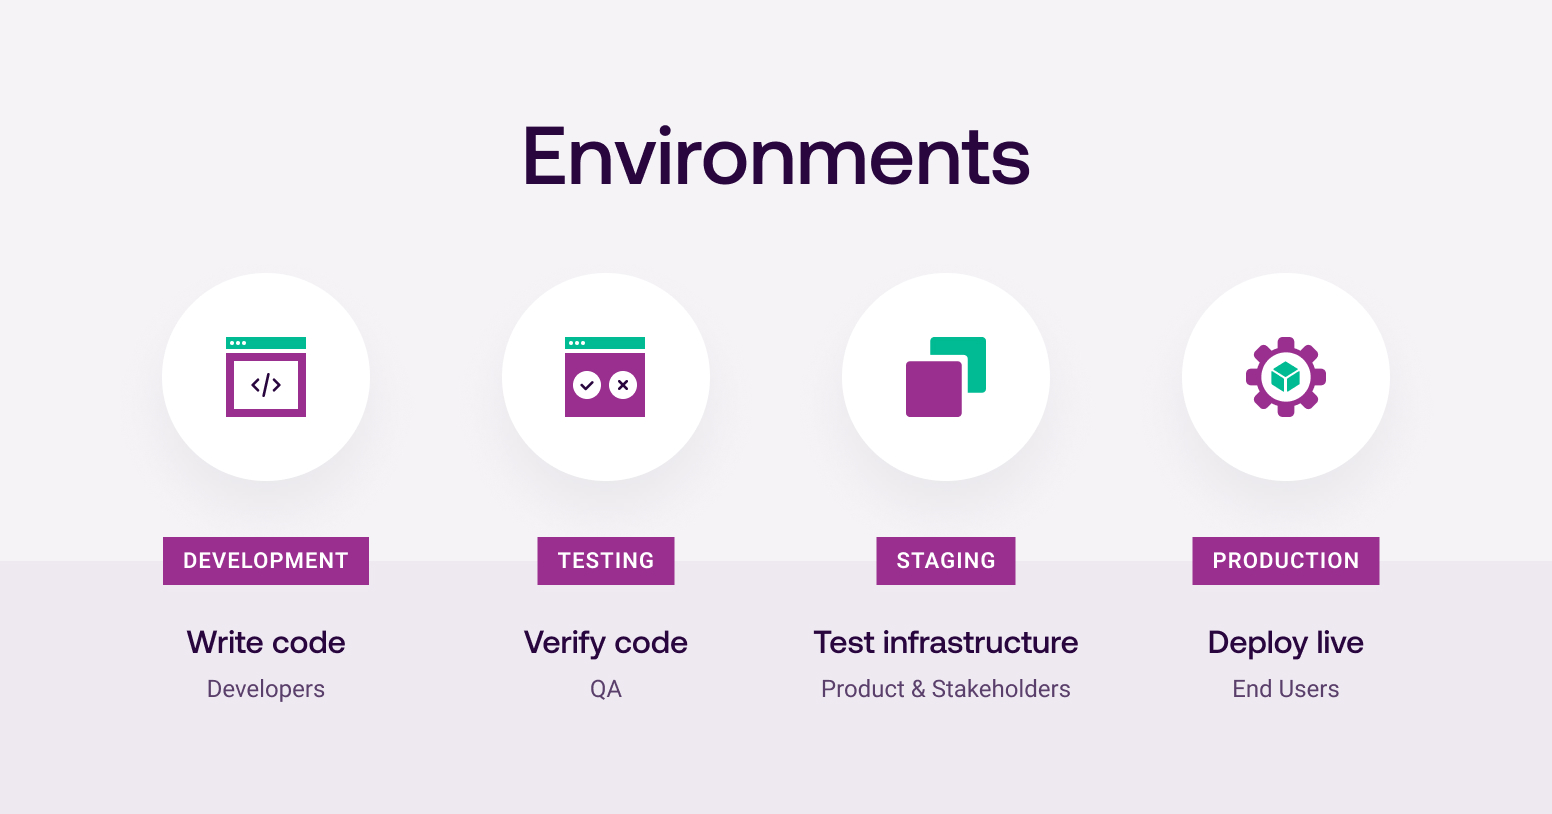 Environments
DEVELOPMENT
Write code
Developers
TESTING
Verify code
QA
STAGING
Test infrastructure
Product & Stakeholders
PRODUCTION
Deploy live
End Users